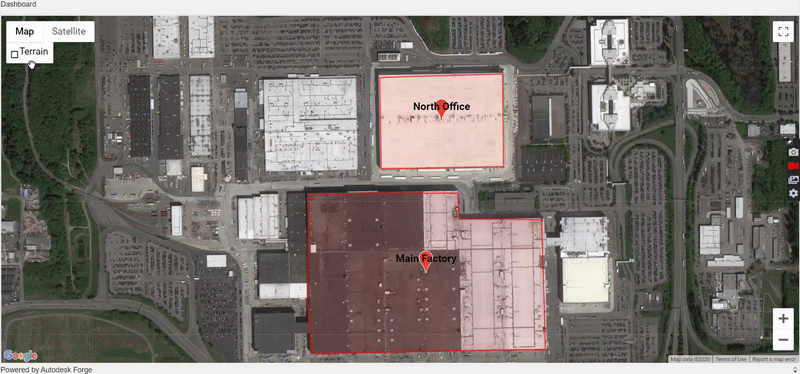 Dashboard
Map Satellite
Terrain
North Office
Main Factory
+
−
Google
Map data ©2020 Terms of Use Report a map error
Powered by Autodesk Forge